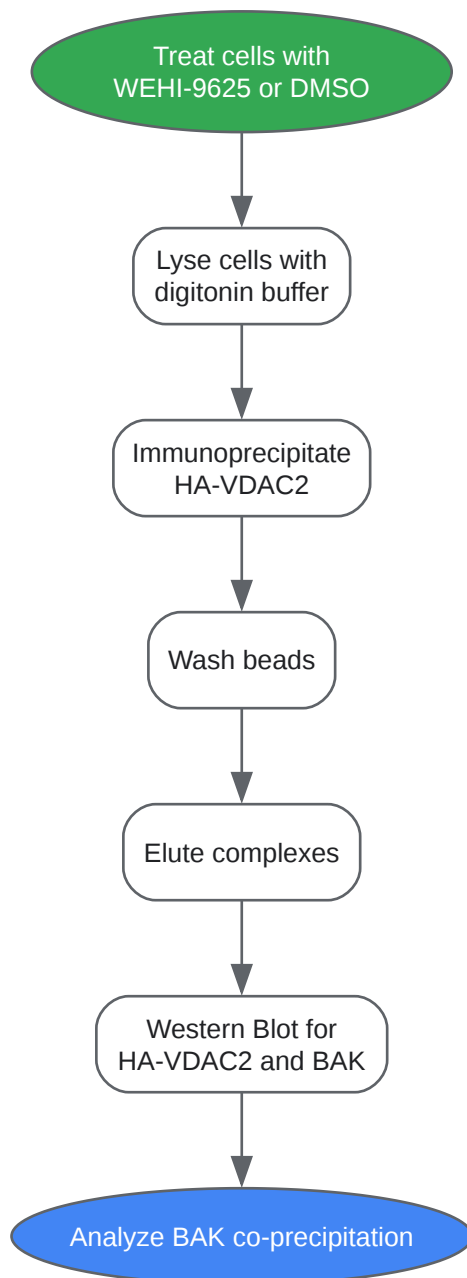 Treat cells with
WEHI-9625 or DMSO
Lyse cells with
digitonin buffer
Immunoprecipitate
HA-VDAC2
Wash beads
Elute complexes
Western Blot for
HA-VDAC2 and BAK
Analyze BAK co-precipitation